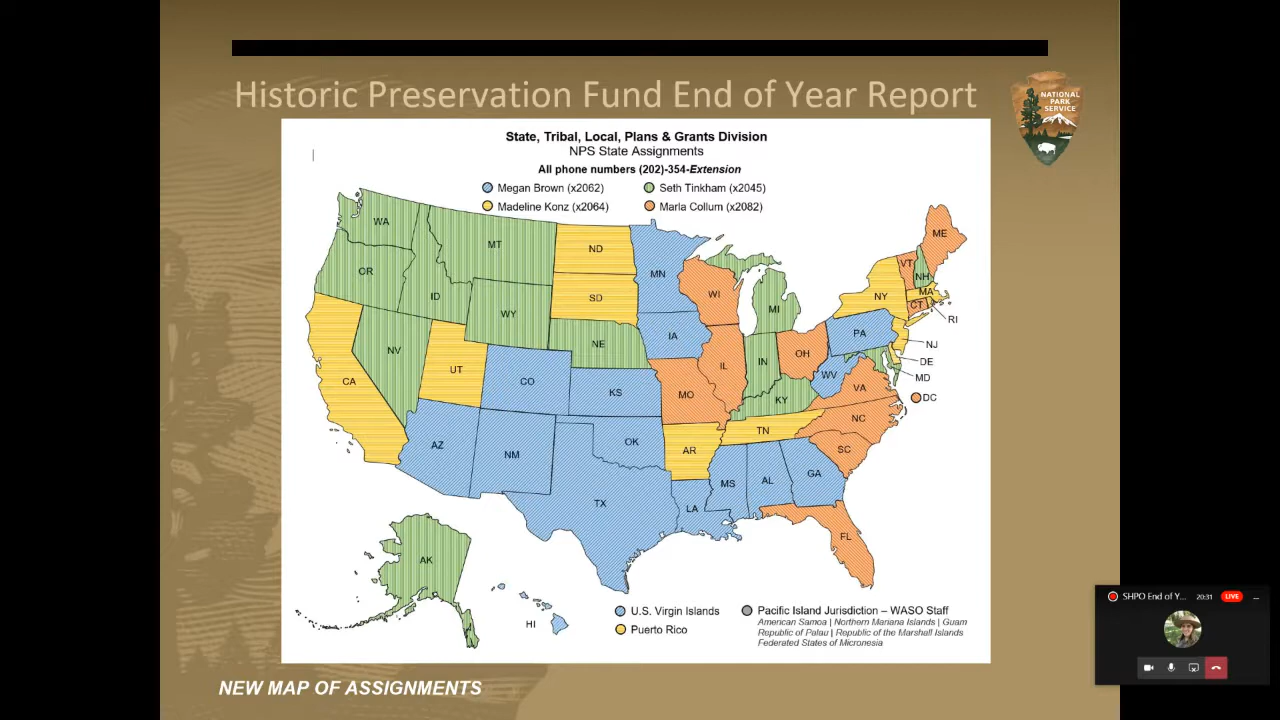 Historic Preservation Fund End of Year Report
NATIONAL
PARK
SERVICE
State, Tribal, Local, Plans & Grants Division
NPS State Assignments
All phone numbers (202)-354-Extension
Megan Brown (x2062)
Seth Tinkham (x2045)
Madeline Konz (x2064)
Marla Collum (x2082)
WA
MT
ND
MN
ME
VT
NH
OR
ID
SD
WI
NY
MA
CT
RI
WY
MI
IA
PA
NJ
NV
NE
OH
DE
UT
IN
IL
WV
MD
CA
CO
KS
MO
KY
VA
DC
AZ
NM
OK
AR
TN
NC
SC
TX
LA
MS
AL
GA
FL
AK
HI
U.S. Virgin Islands
Puerto Rico
Pacific Island Jurisdiction – WASO Staff
American Samoa | Northern Mariana Islands | Guam
Republic of Palau | Republic of the Marshall Islands
Federated States of Micronesia
SHPO End of Y... 20:31 LIVE
NEW MAP OF ASSIGNMENTS